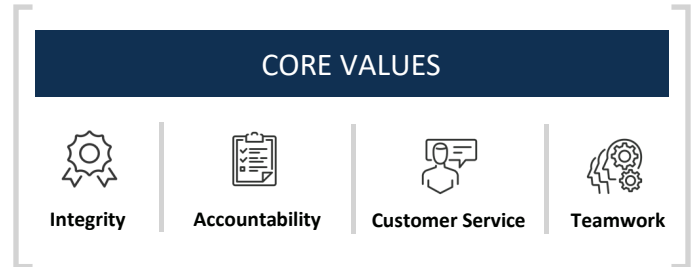 CORE VALUES
Integrity
Accountability
Customer Service
Teamwork